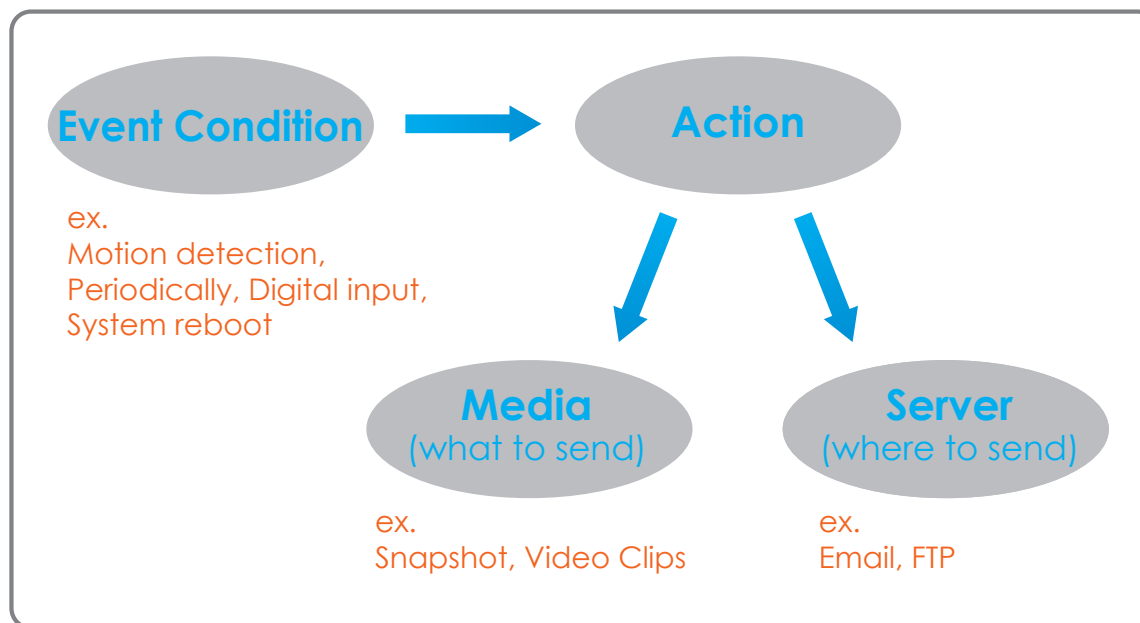 Event Condition
Action
ex.
Motion detection,
Periodically, Digital input,
System reboot
Media
(what to send)
Server
(where to send)
ex.
Snapshot, Video Clips
ex.
Email, FTP